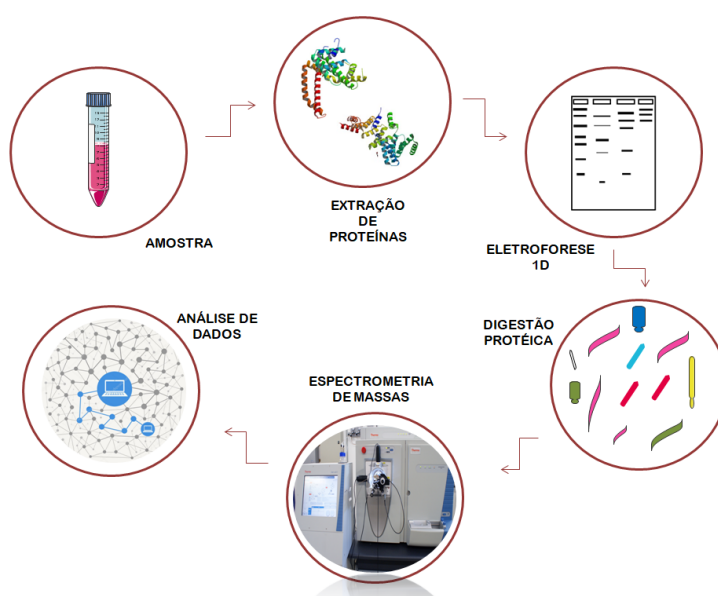 AMOSTRA
EXTRAÇÃO
DE
PROTEÍNAS
ELETROFORESE
1D
DIGESTÃO
PROTÉICA
ESPECTROMETRIA
DE MASSAS
ANÁLISE DE
DADOS